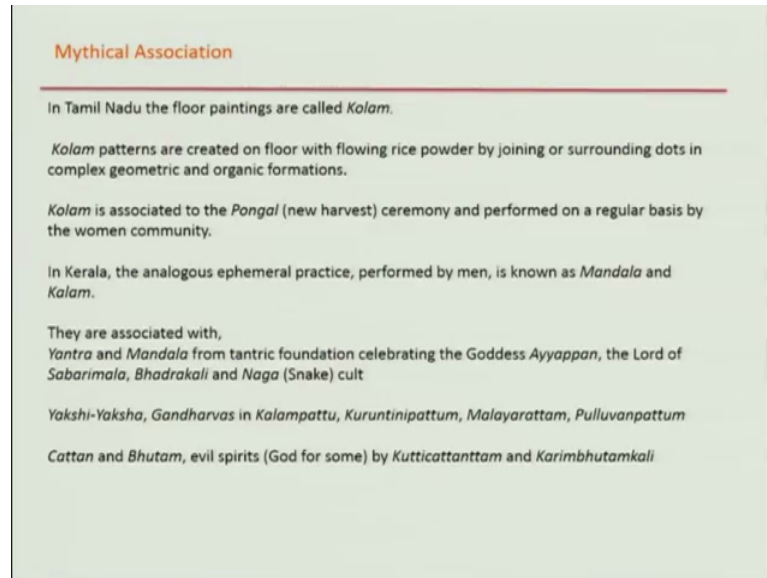 Mythical Association
In Tamil Nadu the floor paintings are called Kolam.
Kolam patterns are created on floor with flowing rice powder by joining or surrounding dots in
complex geometric and organic formations.
Kolam is associated to the Pongal (new harvest) ceremony and performed on a regular basis by
the women community.
In Kerala, the analogous ephemeral practice, performed by men, is known as Mandala and
Kalam.
They are associated with,
Yantra and Mandala from tantric foundation celebrating the Goddess Ayyappan, the Lord of
Sabarimala, Bhadrakali and Naga (Snake) cult
Yakshi-Yaksha, Gandharvas in Kalampattu, Kuruntinipattum, Malayarattam, Pulluvanpattum
Cattan and Bhutam, evil spirits (God for some) by Kutticattanttam and Karimbhutamkali